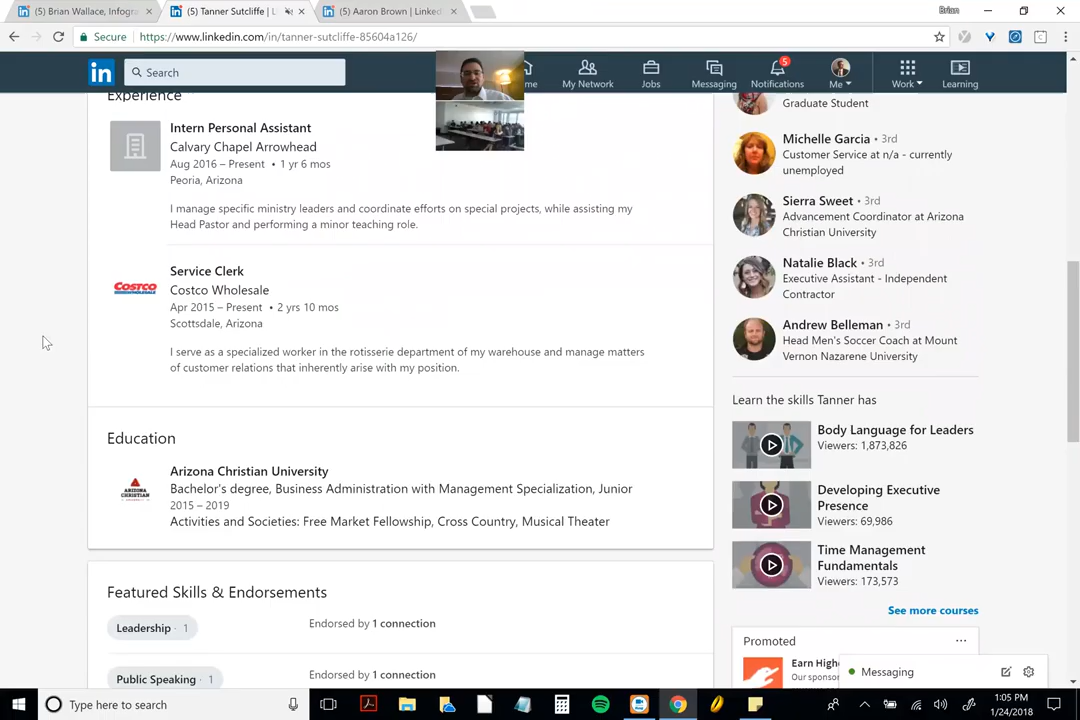 (5) Brian Wallace, Infogra
(5) Tanner Sutcliffe | L
(5) Aaron Brown | Linked
Brian
Secure
https://www.linkedin.com/in/tanner-sutcliffe-85604a126/
in
Search
me
My Network
Jobs
Messaging
5
Notifications
Me
Work
Learning
Experience
Intern Personal Assistant
Calvary Chapel Arrowhead
Aug 2016 – Present • 1 yr 6 mos
Peoria, Arizona
I manage specific ministry leaders and coordinate efforts on special projects, while assisting my
Head Pastor and performing a minor teaching role.
COSTCO
WHOLESALE
Service Clerk
Costco Wholesale
Apr 2015 – Present • 2 yrs 10 mos
Scottsdale, Arizona
I serve as a specialized worker in the rotisserie department of my warehouse and manage matters
of customer relations that inherently arise with my position.
Education
ARIZONA
CHRISTIAN
Arizona Christian University
Bachelor's degree, Business Administration with Management Specialization, Junior
2015 – 2019
Activities and Societies: Free Market Fellowship, Cross Country, Musical Theater
Featured Skills & Endorsements
Leadership · 1
Endorsed by 1 connection
Public Speaking · 1
Endorsed by 1 connection
Graduate Student
Michelle Garcia • 3rd
Customer Service at n/a - currently
unemployed
Sierra Sweet • 3rd
Advancement Coordinator at Arizona
Christian University
Natalie Black • 3rd
Executive Assistant - Independent
Contractor
Andrew Belleman • 3rd
Head Men's Soccer Coach at Mount
Vernon Nazarene University
Learn the skills Tanner has
Body Language for Leaders
Viewers: 1,873,826
Developing Executive
Presence
Viewers: 69,986
Time Management
Fundamentals
Viewers: 173,573
See more courses
Promoted
Earn High
Our sponso
Messaging
Type here to search
1:05 PM
1/24/2018